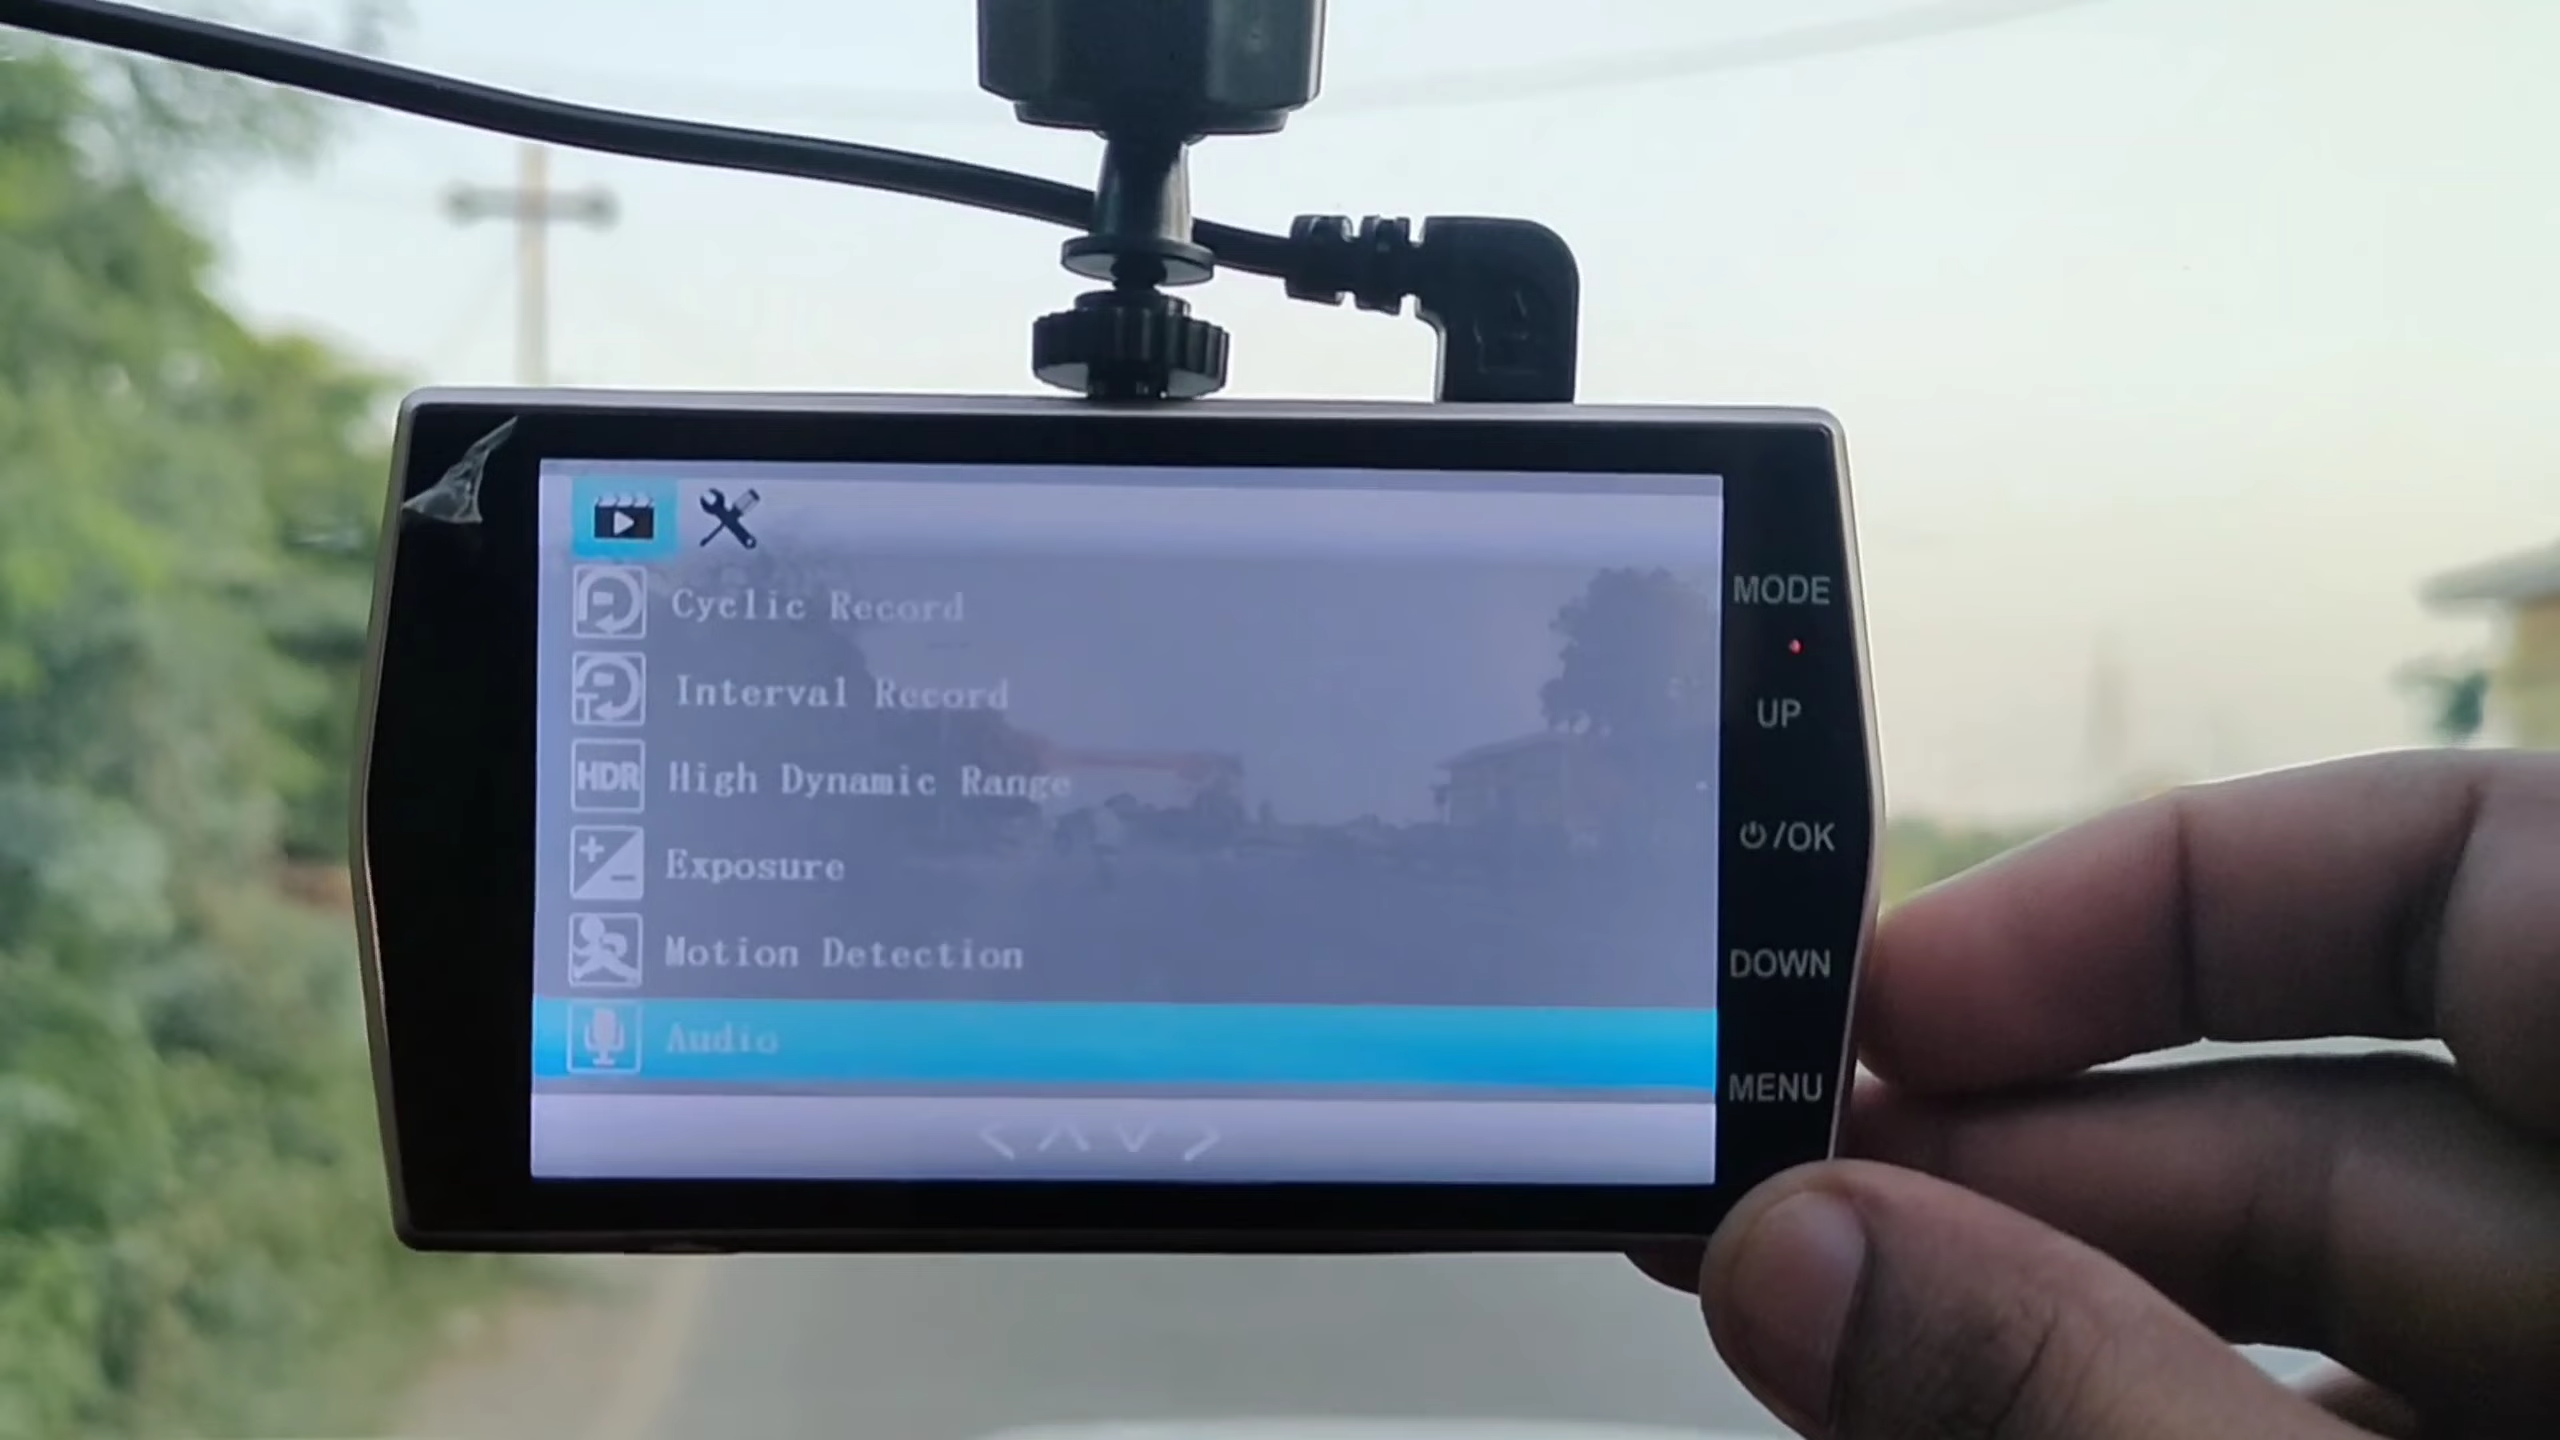 Cyclic Record
Interval Record
HDR High Dynamic Range
Exposure
Motion Detection
Audio
MODE
UP
/OK
DOWN
MENU